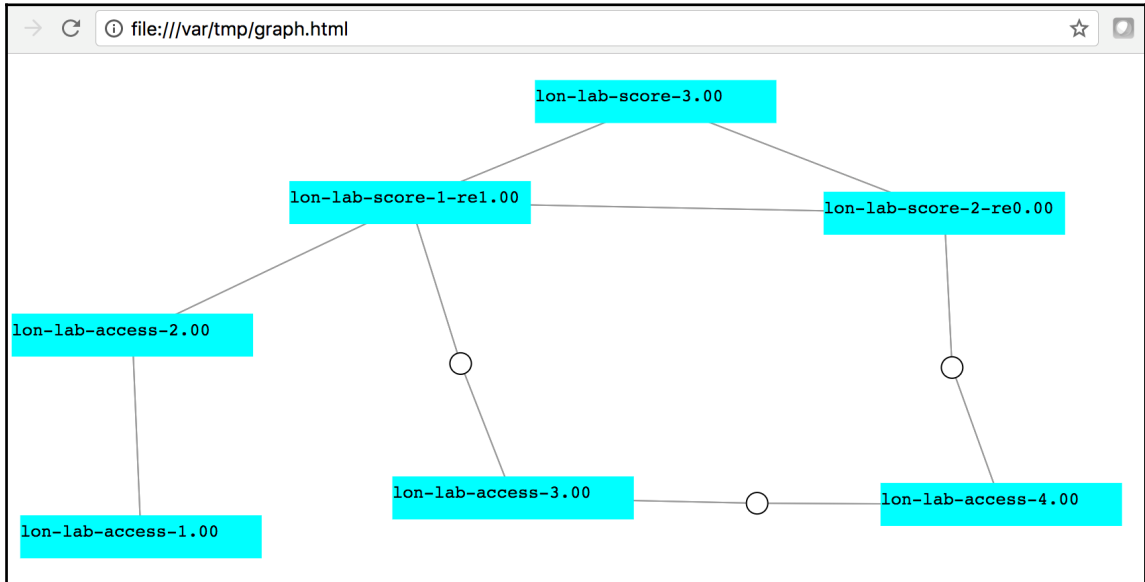 file:///var/tmp/graph.html
lon-lab-score-3.00
lon-lab-score-1-re1.00
lon-lab-score-2-re0.00
lon-lab-access-2.00
lon-lab-access-3.00
lon-lab-access-4.00
lon-lab-access-1.00